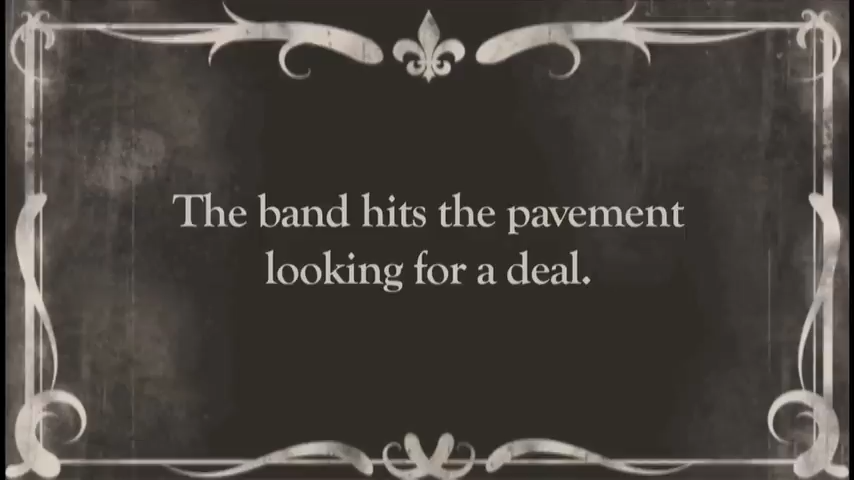 The band hits the pavement
looking for a deal.